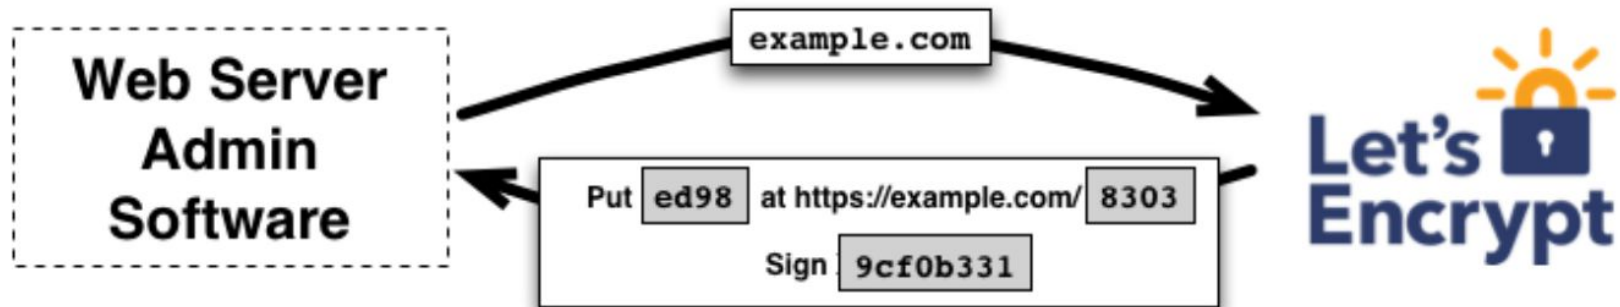 Web Server
Admin
Software
example.com
Put ed98 at https://example.com/ 8303
Sign 9cf0b331
Let's
Encrypt